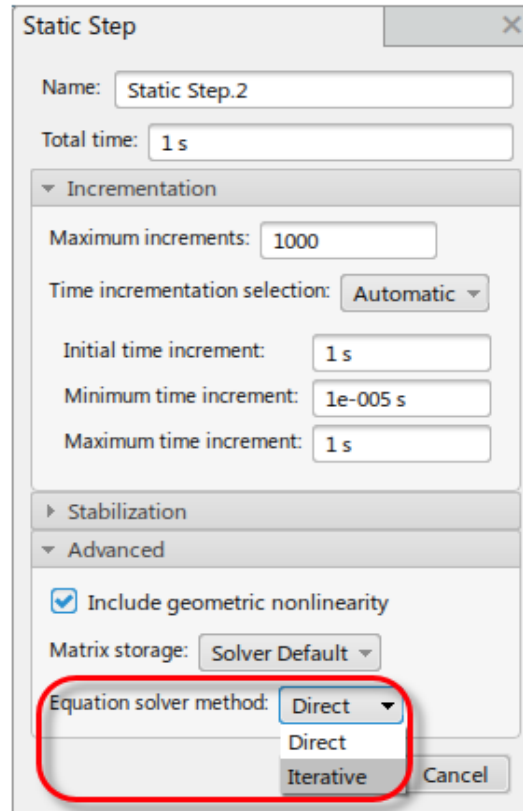 Static Step
Name: Static Step.2
Total time: 1 s
Incrementation
Maximum increments: 1000
Time incrementation selection: Automatic
Initial time increment: 1 s
Minimum time increment: 1e-005 s
Maximum time increment: 1 s
Stabilization
Advanced
Include geometric nonlinearity
Matrix storage: Solver Default
Equation solver method: Direct
Direct
Iterative
Cancel